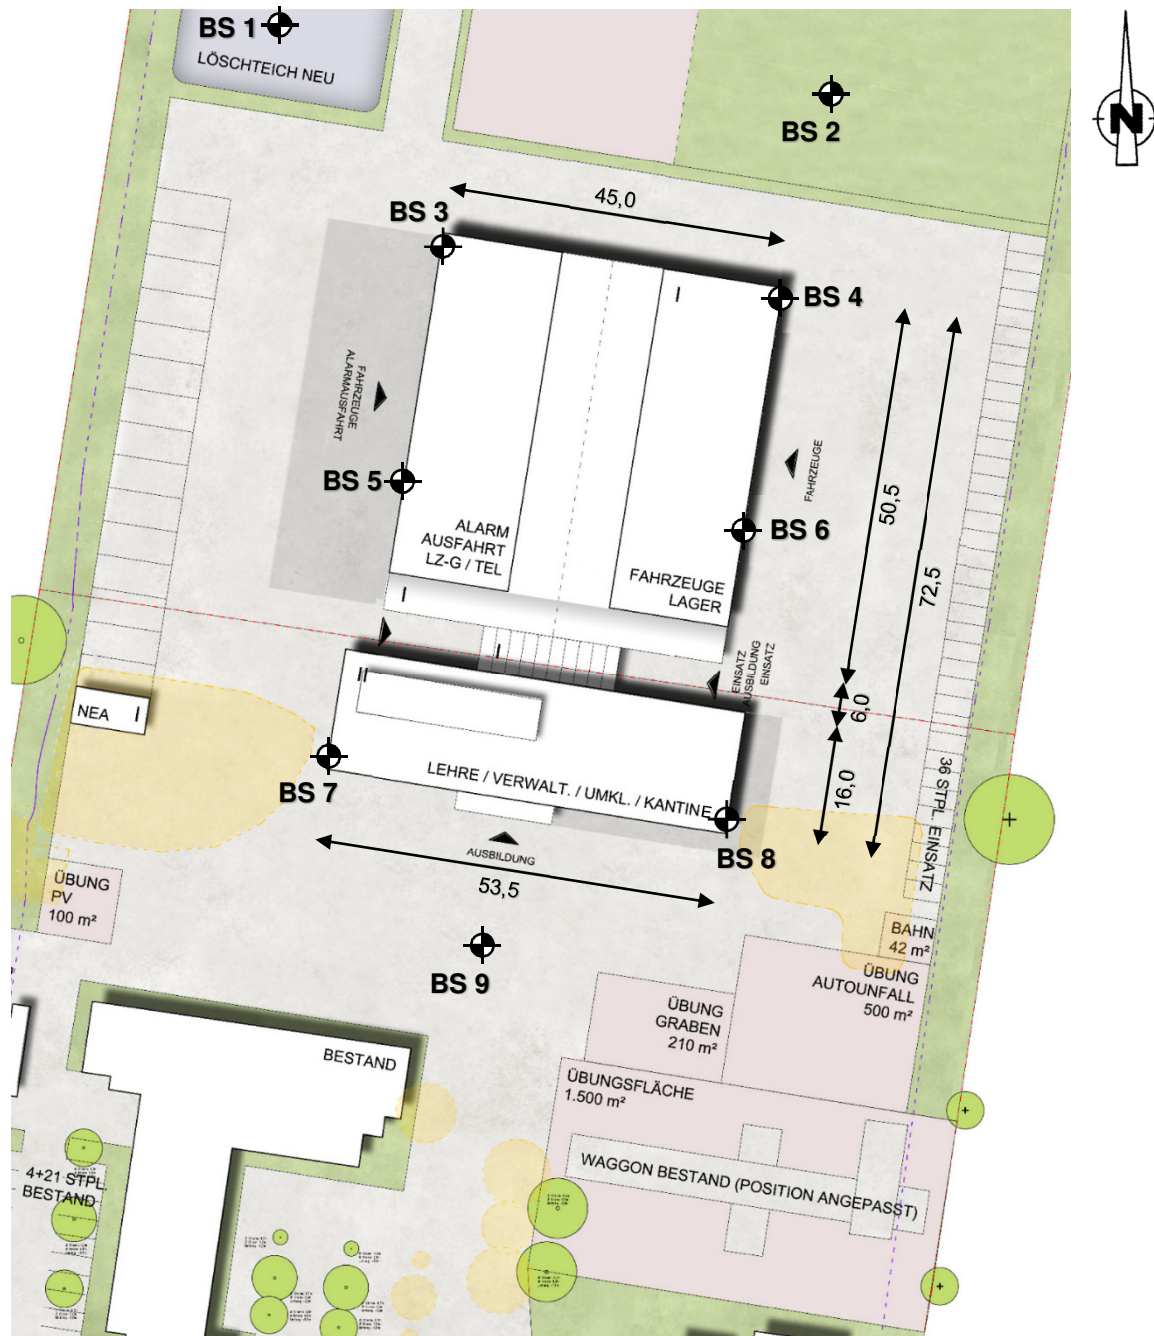 BS 1
LÖSCHTEICH NEU
BS 2
N
45,0
BS 3
I
BS 4
FAHRZEUGE
ALARMAUSFAHRT
50,5
72,5
FAHRZEUGE
BS 5
ALARM
AUSFAHRT
LZ-G / TEL
BS 6
FAHRZEUGE
LAGER
I
I
EINSATZ
AUSBILDUNG
EINSATZ
II
NEA I
6,0
BS 7
LEHRE / VERWALT. / UMKL. / KANTINE
16,0
36 STPL. EINSATZ
BS 8
AUSBILDUNG
53,5
ÜBUNG
PV
100 m²
BS 9
BAHN
42 m²
ÜBUNG
AUTOUNFALL
500 m²
ÜBUNG
GRABEN
210 m²
BESTAND
ÜBUNGSFLÄCHE
1.500 m²
WAGGON BESTAND (POSITION ANGEPASST)
4+21 STPL
BESTAND